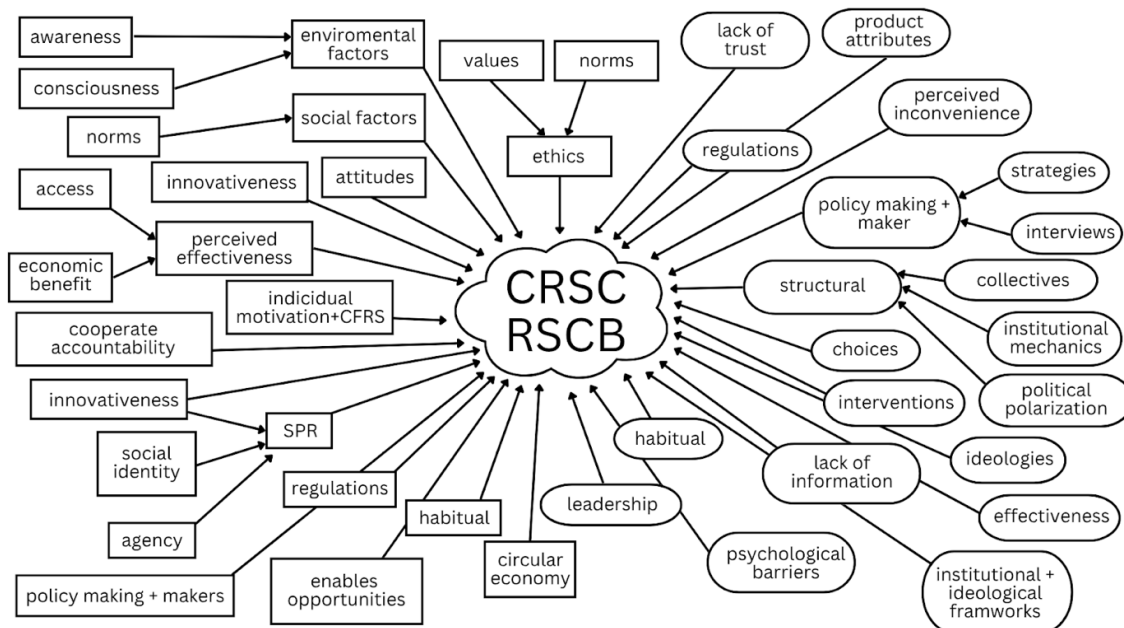 awareness
consciousness
norms
enviromental
factors
social factors
access
innovativeness
attitudes
economic
benefit
perceived
effectiveness
indicidual
motivation+CFRS
cooperate
accountability
innovativeness
social
identity
SPR
agency
regulations
policy making + makers
enables
opportunities
habitual
circular
economy
values
norms
ethics
CRSC
RSCB
lack of
trust
product
attributes
regulations
perceived
inconvenience
policy making +
maker
strategies
interviews
structural
collectives
institutional
mechanics
political
polarization
choices
interventions
ideologies
habitual
lack of
information
effectiveness
leadership
psychological
barriers
institutional +
ideological
framworks